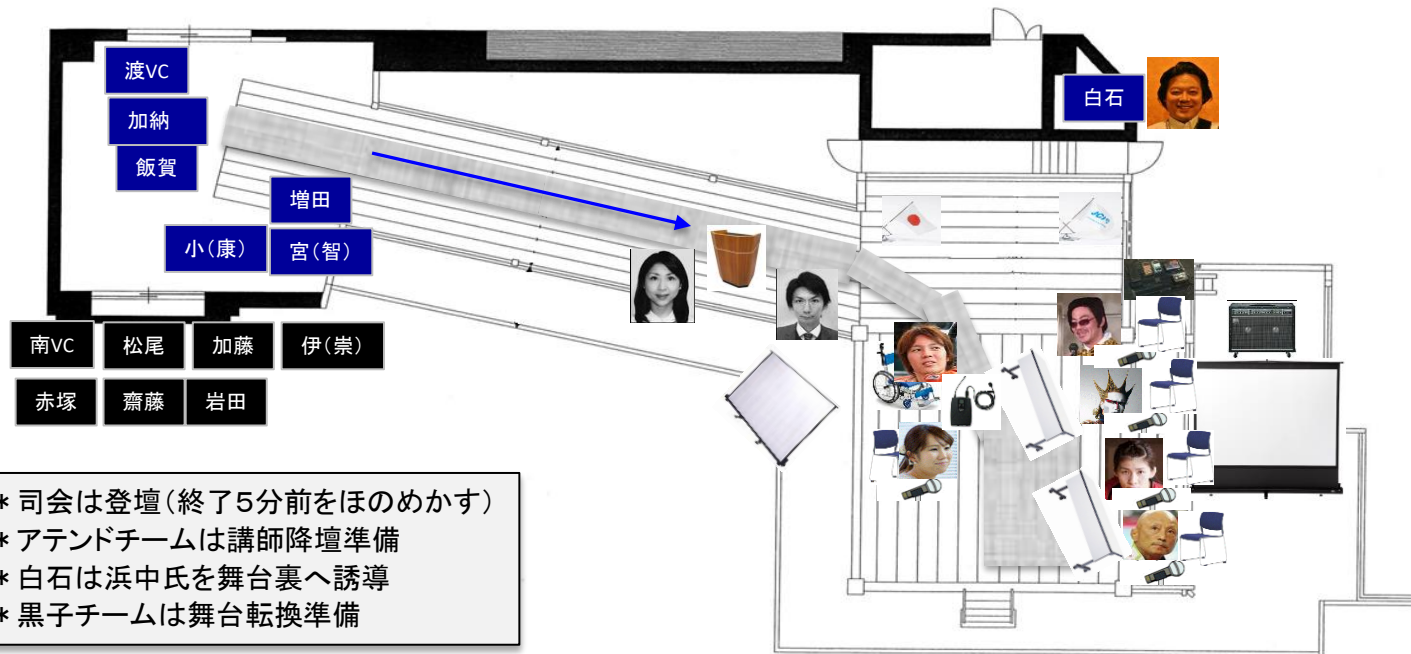 渡VC
加納
飯賀
増田
小(康)
宮(智)
白石
JCI
南VC
松尾
加藤
伊(崇)
赤塚
齋藤
岩田
* 司会は登壇(終了5分前をほのめかす)
* アテンドチームは講師降壇準備
* 白石は浜中氏を舞台裏へ誘導
* 黒子チームは舞台転換準備